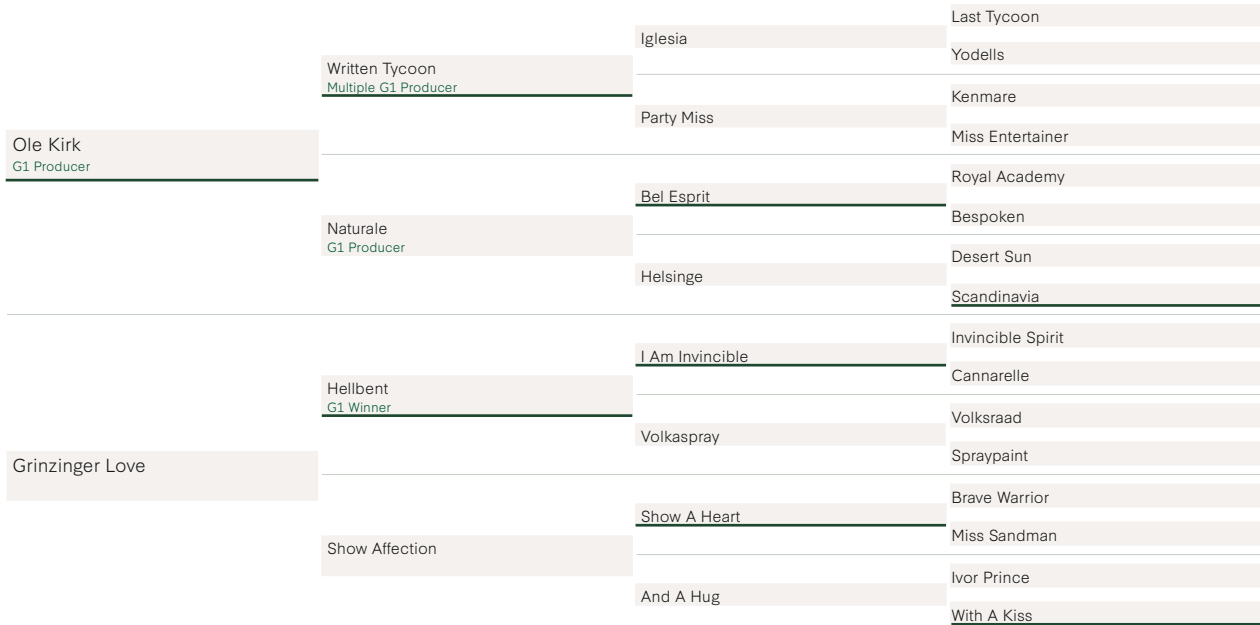 Ole Kirk
G1 Producer
Grinzinger Love
Written Tycoon
Multiple G1 Producer
Naturale
G1 Producer
Hellbent
G1 Winner
Show Affection
Iglesia
Party Miss
Bel Esprit
Helsinge
I Am Invincible
Volkaspray
Show A Heart
And A Hug
Last Tycoon
Yodells
Kenmare
Miss Entertainer
Royal Academy
Bespoken
Desert Sun
Scandinavia
Invincible Spirit
Cannarelle
Volksraad
Spraypaint
Brave Warrior
Miss Sandman
Ivor Prince
With A Kiss